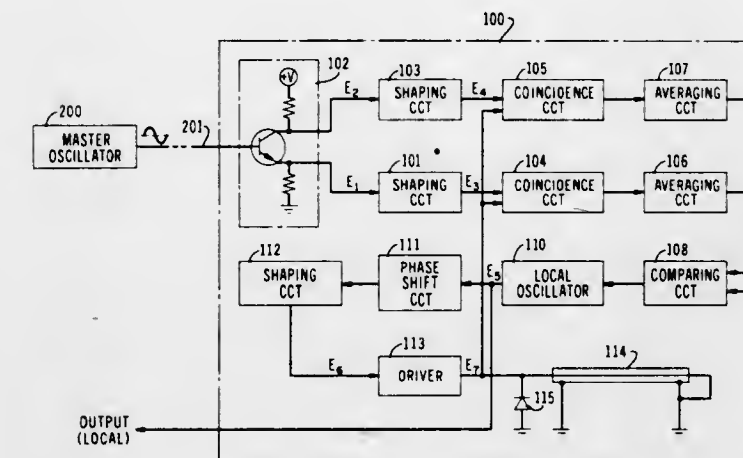 100
102
+V
200
MASTER
OSCILLATOR
201
103
SHAPING
CCT
E2
E4
105
COINCIDENCE
CCT
107
AVERAGING
CCT
101
SHAPING
CCT
E1
E3
104
COINCIDENCE
CCT
106
AVERAGING
CCT
112
SHAPING
CCT
111
PHASE
SHIFT
CCT
E5
110
LOCAL
OSCILLATOR
108
COMPARING
CCT
E6
113
DRIVER
E7
114
115
OUTPUT
(LOCAL)